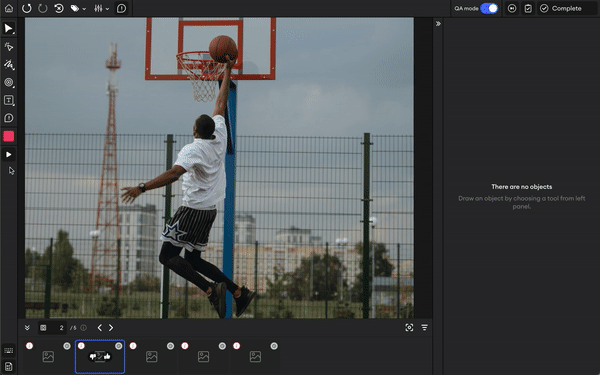 QA mode
Complete
There are no objects
Draw an object by choosing a tool from left
panel.
2 / 5